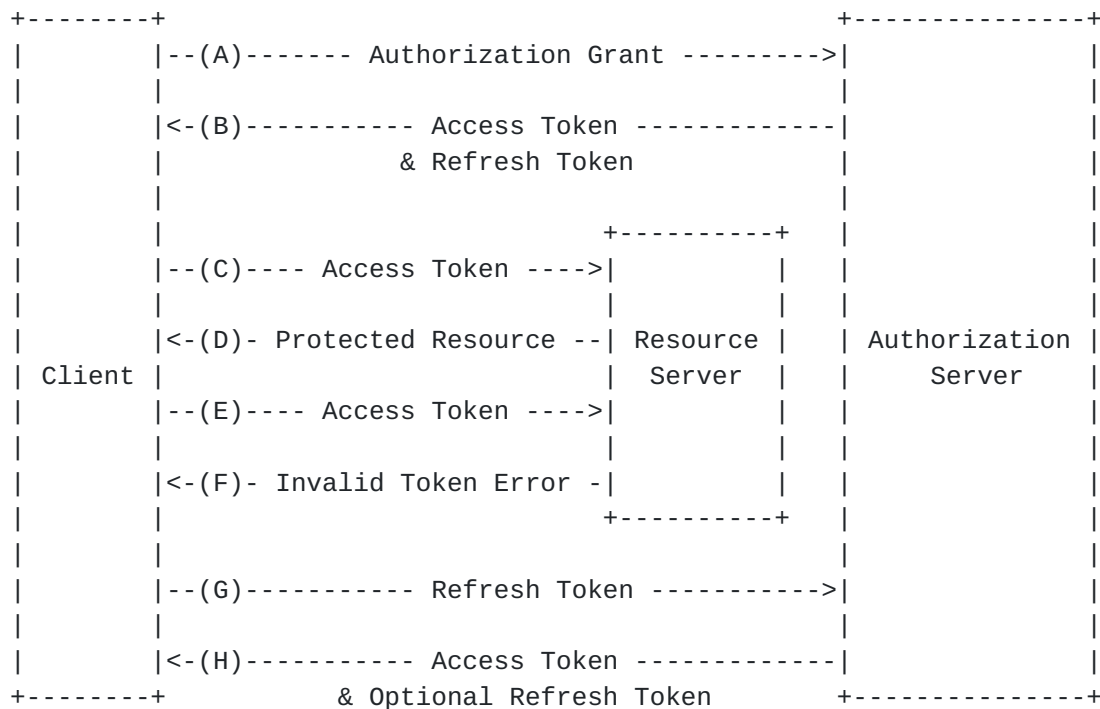 +--------+                                           +---------------+
|        |--(A)------- Authorization Grant --------->|               |
|        |                                           |               |
|        |<-(B)----------- Access Token -------------|               |
|        |               & Refresh Token             |               |
|        |                                           |               |
|        |                            +----------+   |               |
|        |--(C)---- Access Token ---->|          |   |               |
|        |                            |          |   |               |
|        |<-(D)- Protected Resource --| Resource |   | Authorization |
| Client |                            |  Server  |   |     Server    |
|        |--(E)---- Access Token ---->|          |   |               |
|        |                            |          |   |               |
|        |<-(F)- Invalid Token Error -|          |   |               |
|        |                            +----------+   |               |
|        |                                           |               |
|        |--(G)----------- Refresh Token ----------->|               |
|        |                                           |               |
|        |<-(H)----------- Access Token -------------|               |
+--------+           & Optional Refresh Token        +---------------+